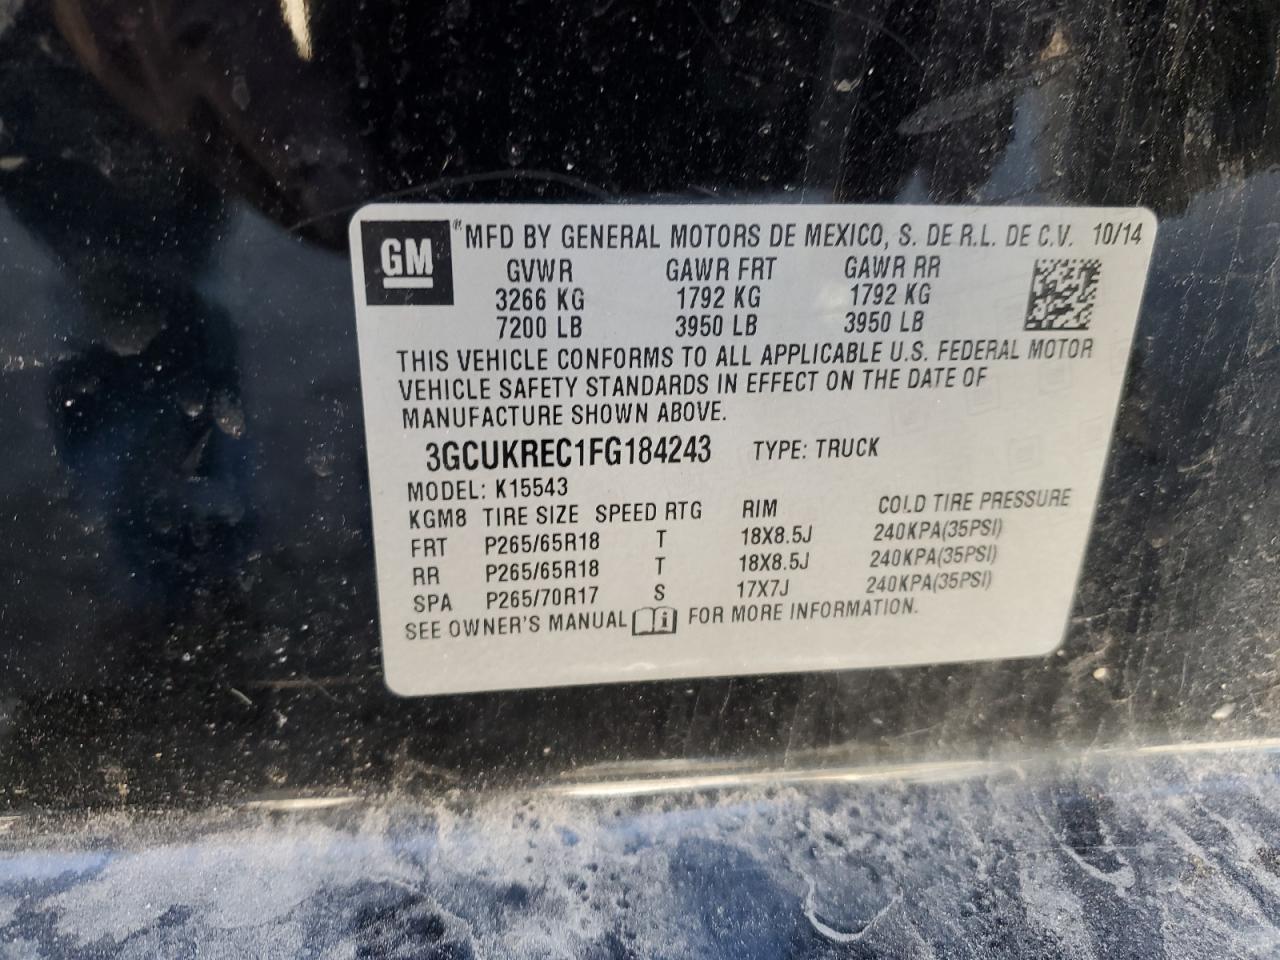 GM ® MFD BY GENERAL MOTORS DE MEXICO, S. DE R.L. DE C.V. 10/14
GVWR GAWR FRT GAWR RR
3266 KG 1792 KG 1792 KG
7200 LB 3950 LB 3950 LB
THIS VEHICLE CONFORMS TO ALL APPLICABLE U.S. FEDERAL MOTOR
VEHICLE SAFETY STANDARDS IN EFFECT ON THE DATE OF
MANUFACTURE SHOWN ABOVE.
3GCUKREC1FG184243 TYPE: TRUCK
MODEL: K15543
KGM8 TIRE SIZE SPEED RTG RIM COLD TIRE PRESSURE
FRT P265/65R18 T 18X8.5J 240KPA(35PSI)
RR P265/65R18 T 18X8.5J 240KPA(35PSI)
SPA P265/70R17 S 17X7J 240KPA(35PSI)
SEE OWNER'S MANUAL i FOR MORE INFORMATION.